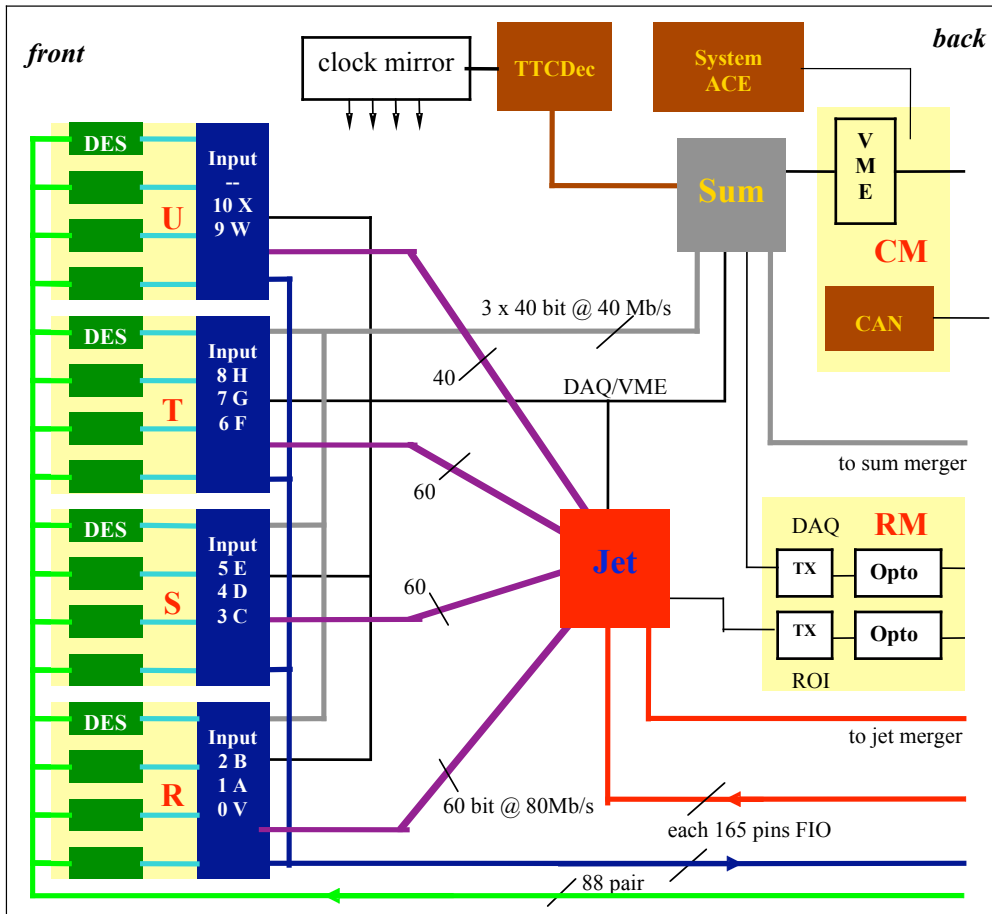 front
back
clock mirror
TTCDec
System
ACE
DES
Input
--
10 X
9 W
U
V
M
E
Sum
CM
CAN
3 x 40 bit @ 40 Mb/s
DES
Input
8 H
7 G
6 F
T
40
DAQ/VME
60
to sum merger
DES
Input
5 E
4 D
3 C
S
60
Jet
DAQ
RM
TX
Opto
TX
Opto
ROI
DES
Input
2 B
1 A
0 V
R
to jet merger
60 bit @ 80Mb/s
each 165 pins FIO
88 pair